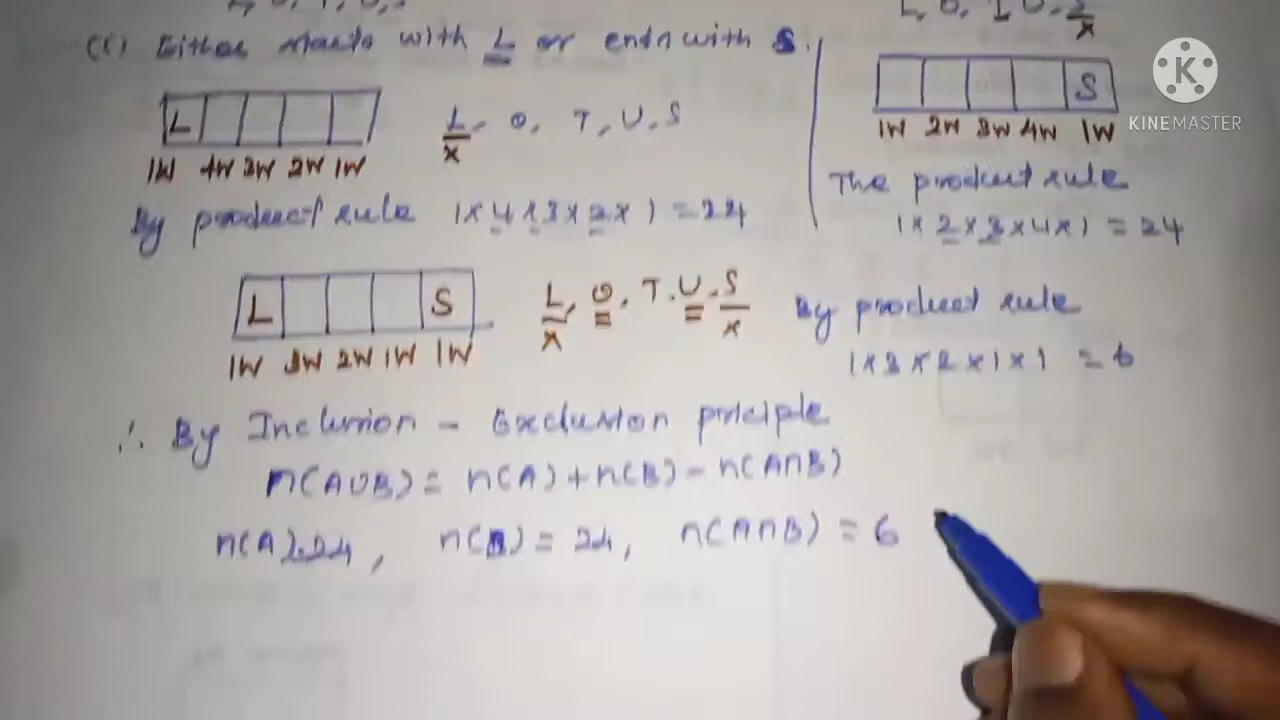 (i) Either starts with L or ends with S.
L
L, O, T, U, S
x
1W 4W 3W 2W 1W
By product rule 1×4×3×2×1=24
L, O, T, U, S
x
S
1W 2W 3W 4W 1W
The product rule
1×2×3×4×1=24
KINEMASTER
L S
L, O, T, U, S
x x
1W 3W 2W 1W 1W
By product rule
1×3×2×1×1 =6
∴ By Inclusion - Exclusion priciple
n(A∪B) = n(A)+n(B)-n(A∩B)
n(A)=24, n(B)=24, n(A∩B)=6